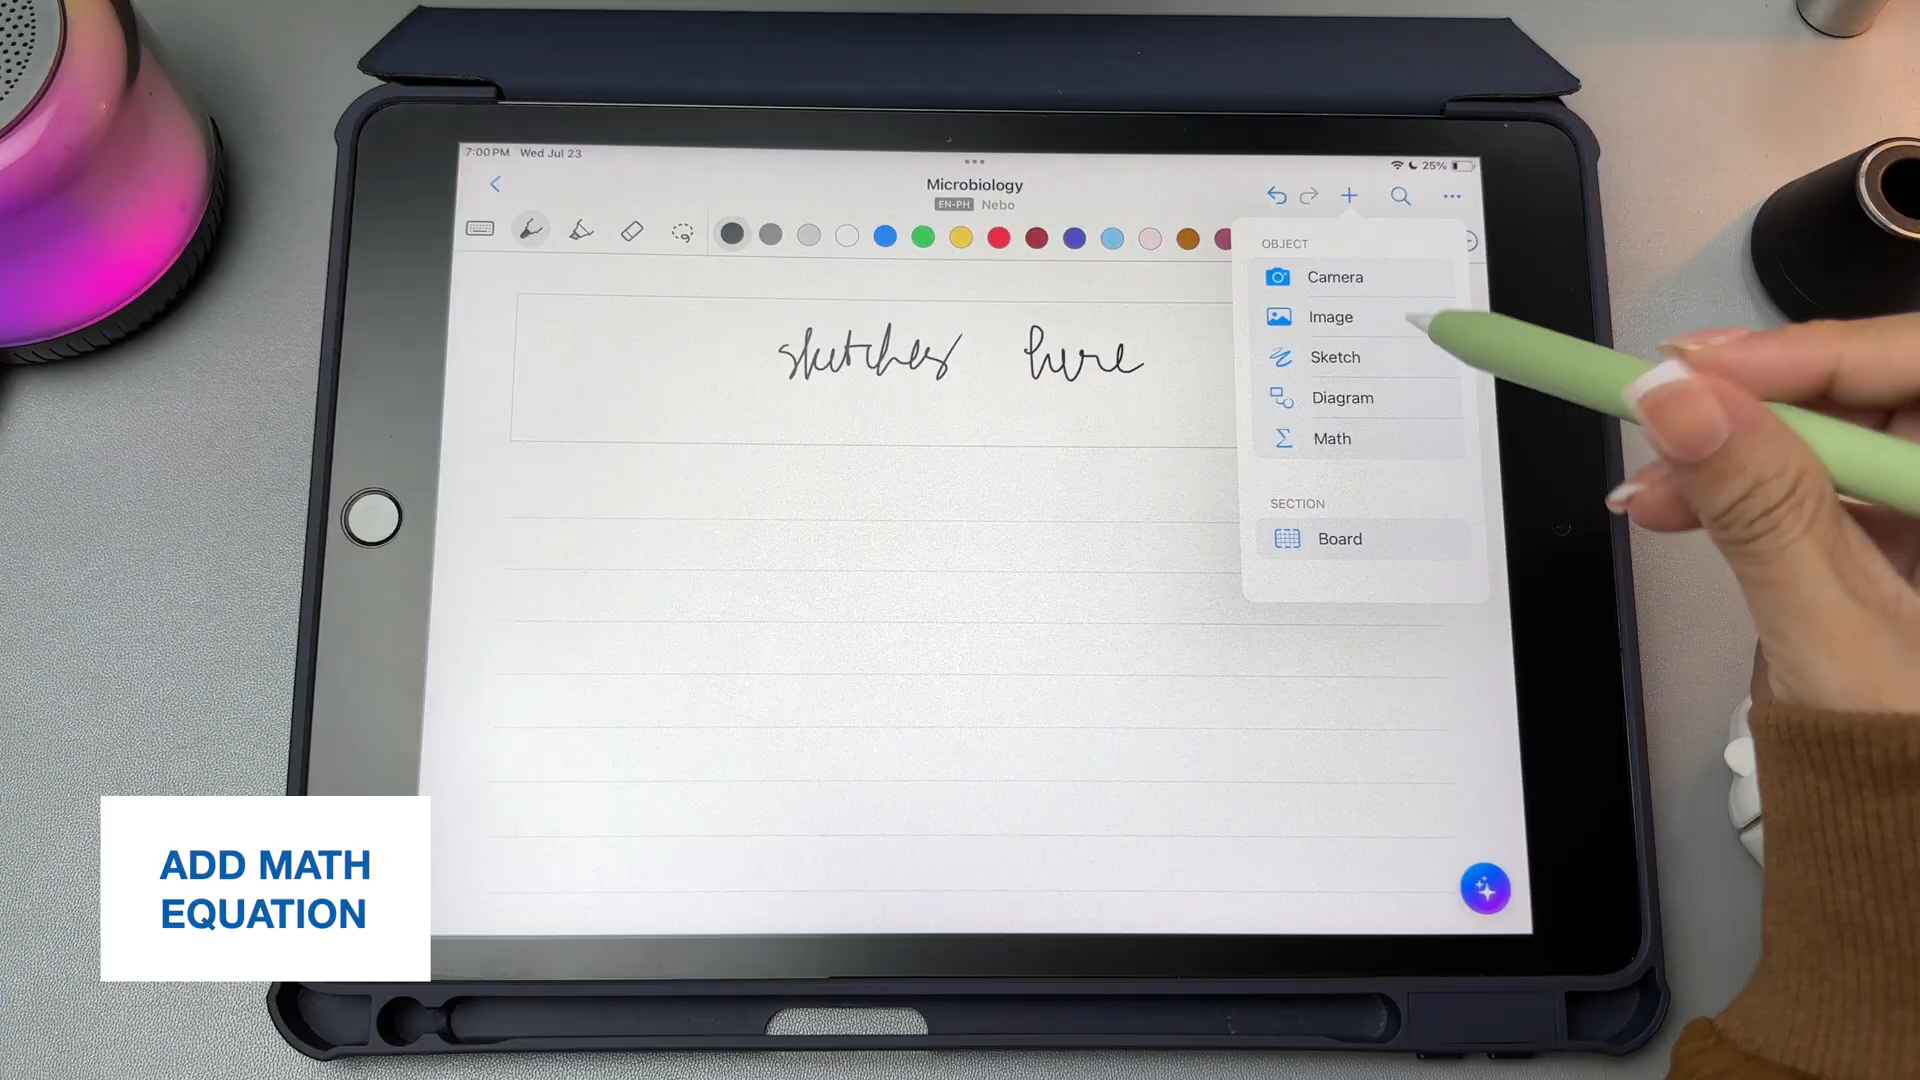 7:00 PM Wed Jul 23
25%
Microbiology
EN-PH Nebo
OBJECT
Camera
Image
Sketch
Diagram
Math
SECTION
Board
sketches here
ADD MATH
EQUATION